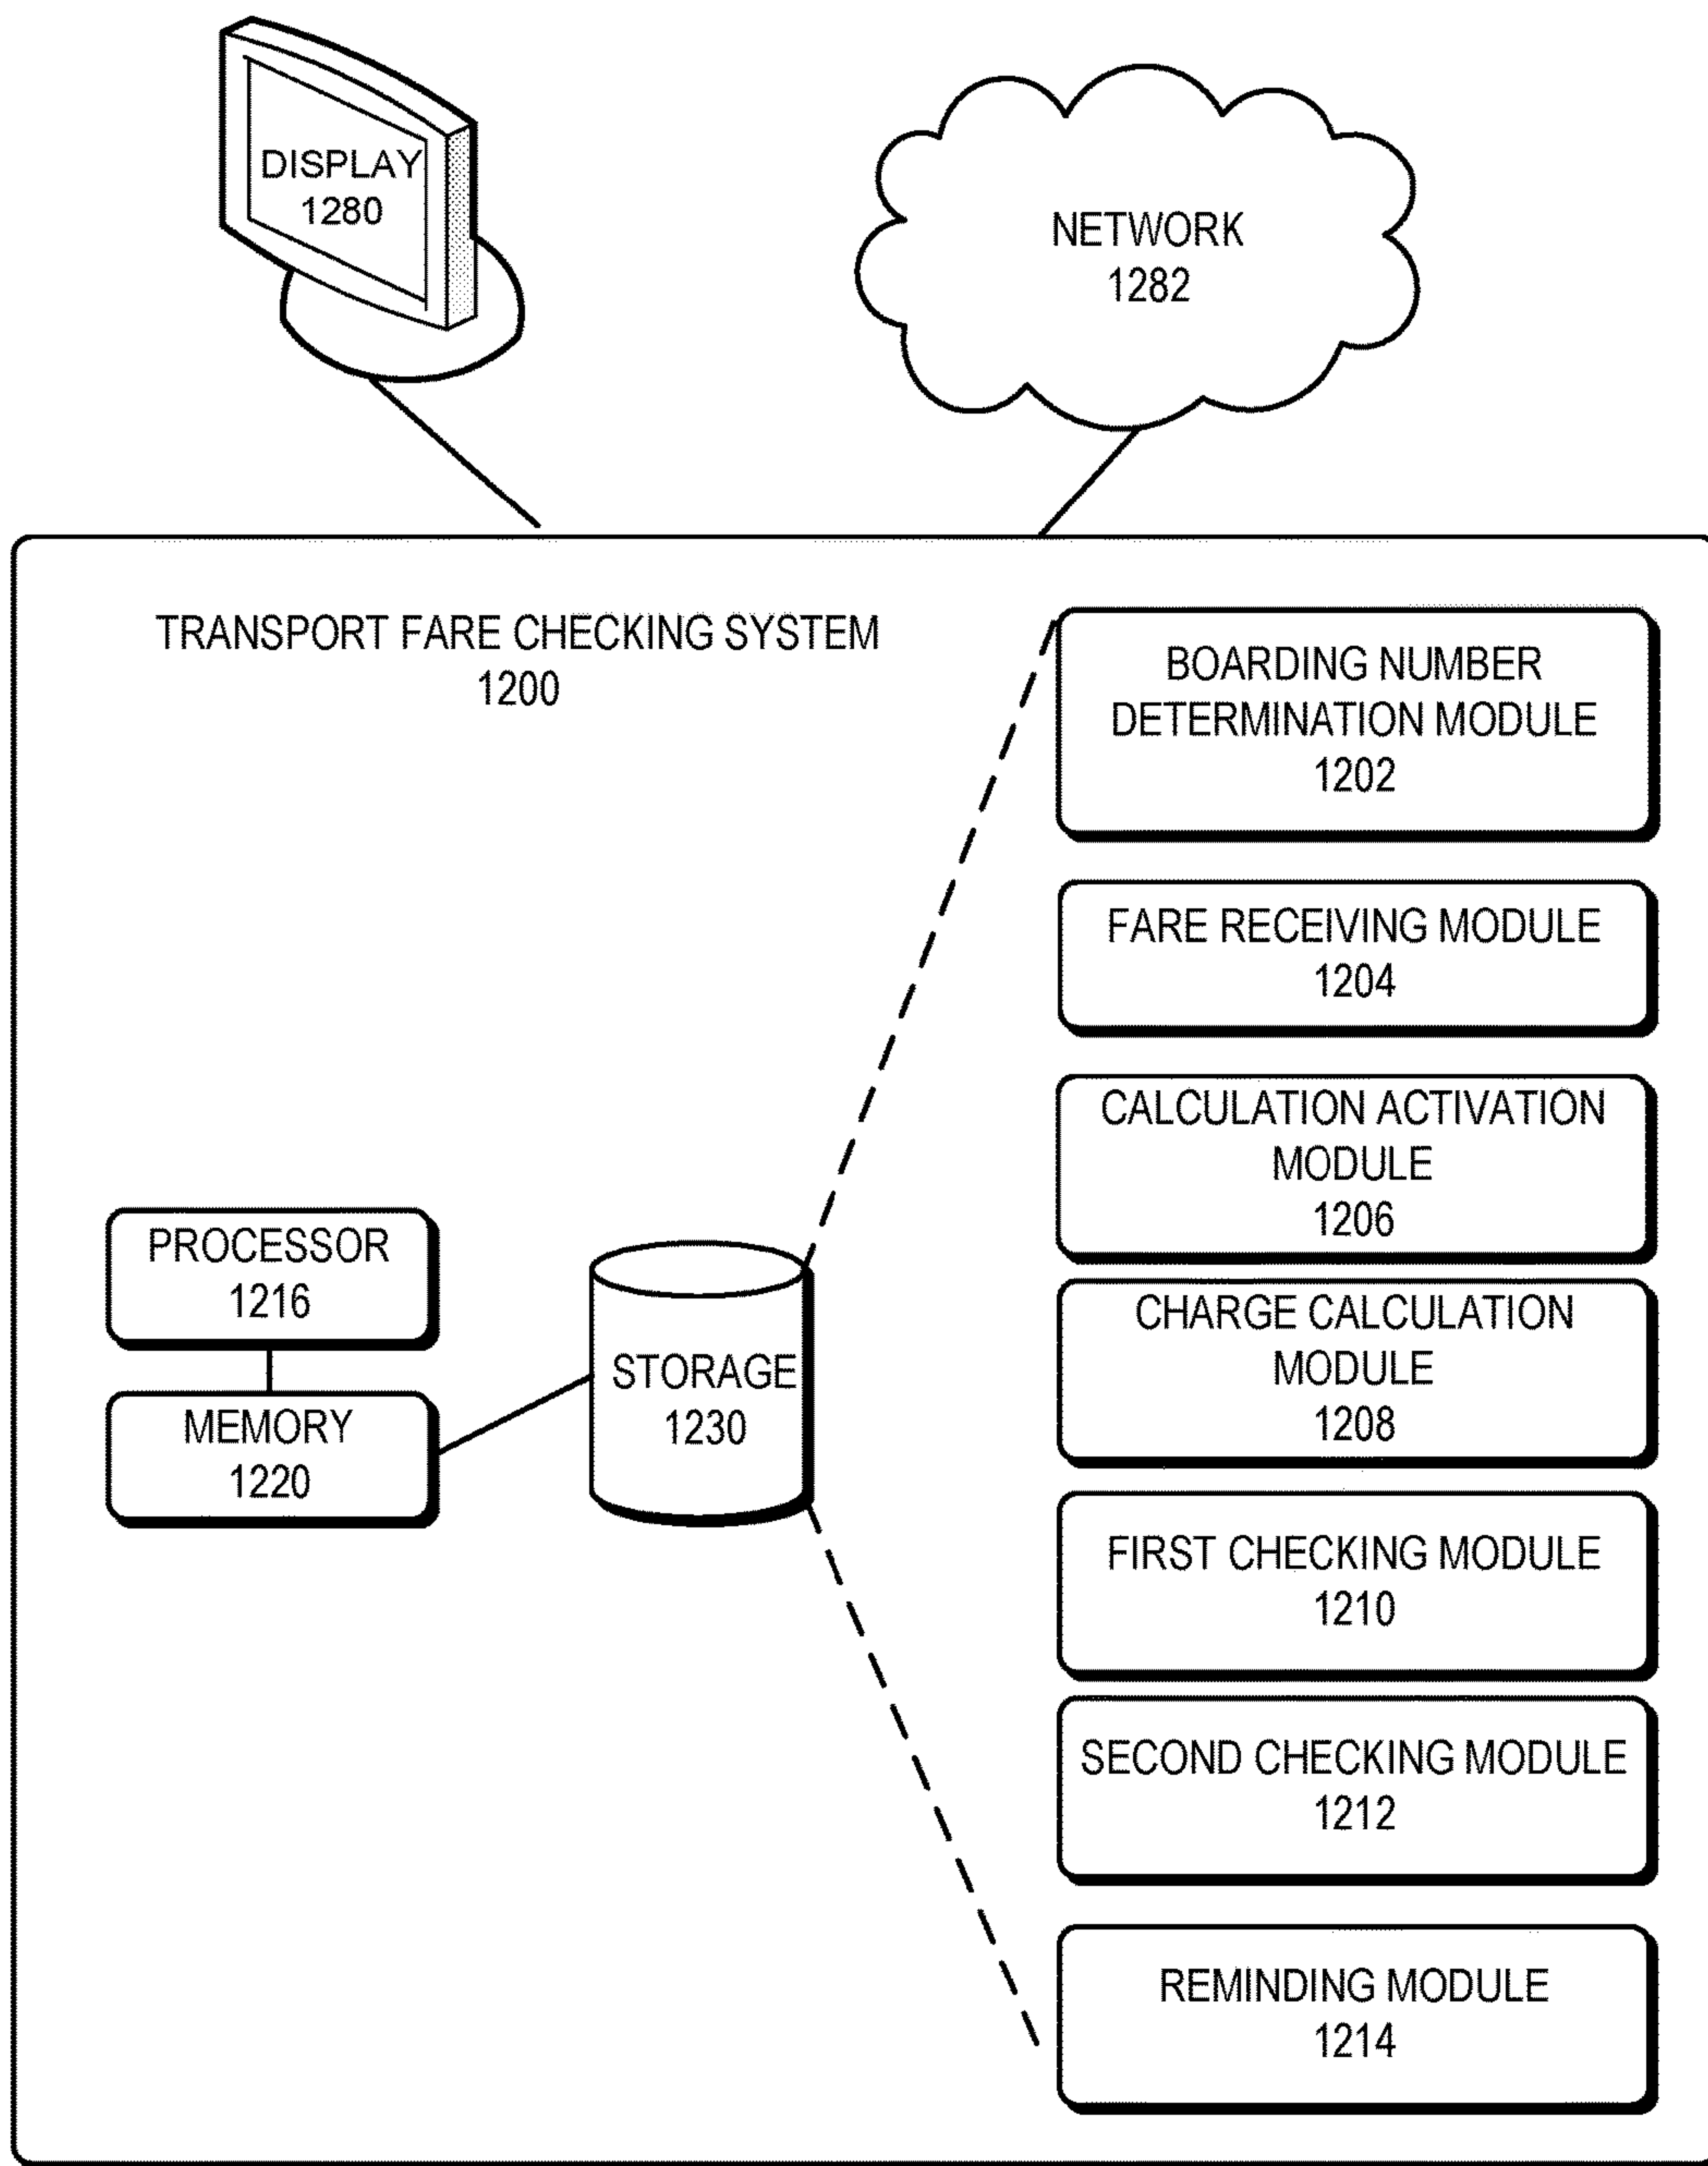 DISPLAY
1280
NETWORK
1282
TRANSPORT FARE CHECKING SYSTEM
1200
BOARDING NUMBER
DETERMINATION MODULE
1202
FARE RECEIVING MODULE
1204
CALCULATION ACTIVATION
MODULE
1206
PROCESSOR
1216
MEMORY
1220
STORAGE
1230
CHARGE CALCULATION
MODULE
1208
FIRST CHECKING MODULE
1210
SECOND CHECKING MODULE
1212
REMINDING MODULE
1214